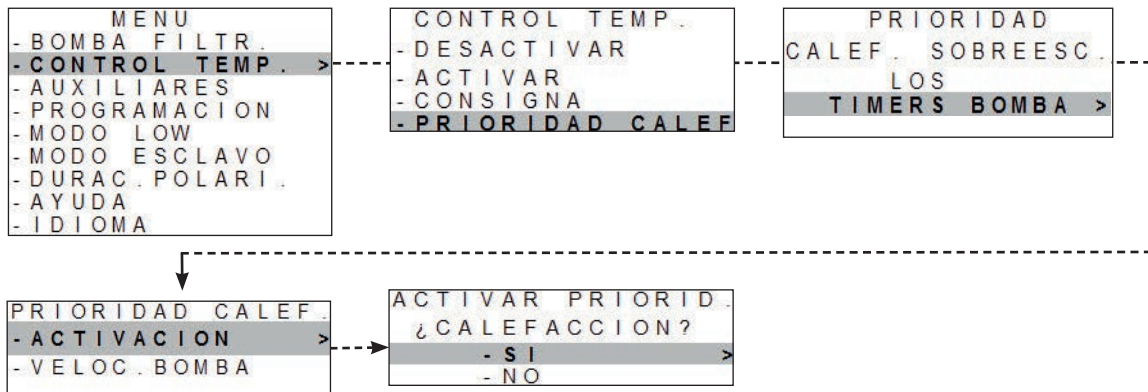 MENU
- BOMBA FILTR.
- CONTROL TEMP. >
- AUXILIARES
- PROGRAMACION
- MODO LOW
- MODO ESCLAVO
- DURAC.POLARI.
- AYUDA
- IDIOMA
CONTROL TEMP.
- DESACTIVAR
- ACTIVAR
- CONSIGNA
- PRIORIDAD CALEF
PRIORIDAD
CALEF. SOBREESC.
LOS
TIMERS BOMBA >
PRIORIDAD CALEF.
- ACTIVACION >
- VELOC.BOMBA
ACTIVAR PRIORID.
¿CALEFACCION?
- SI >
- NO